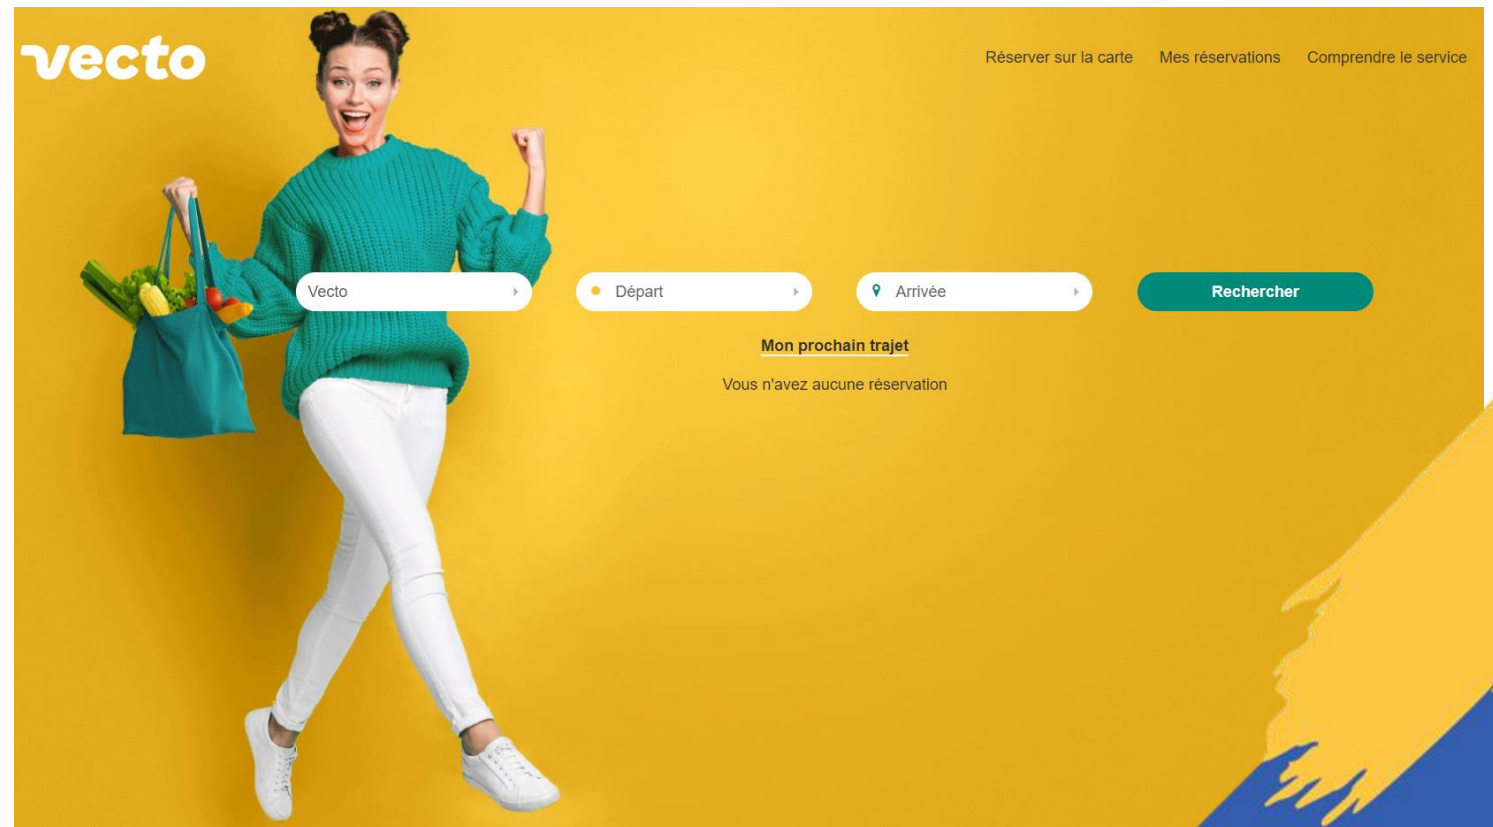 vecto
Réserver sur la carte Mes réservations Comprendre le service
Vecto Départ Arrivée Rechercher
Mon prochain trajet
Vous n'avez aucune réservation